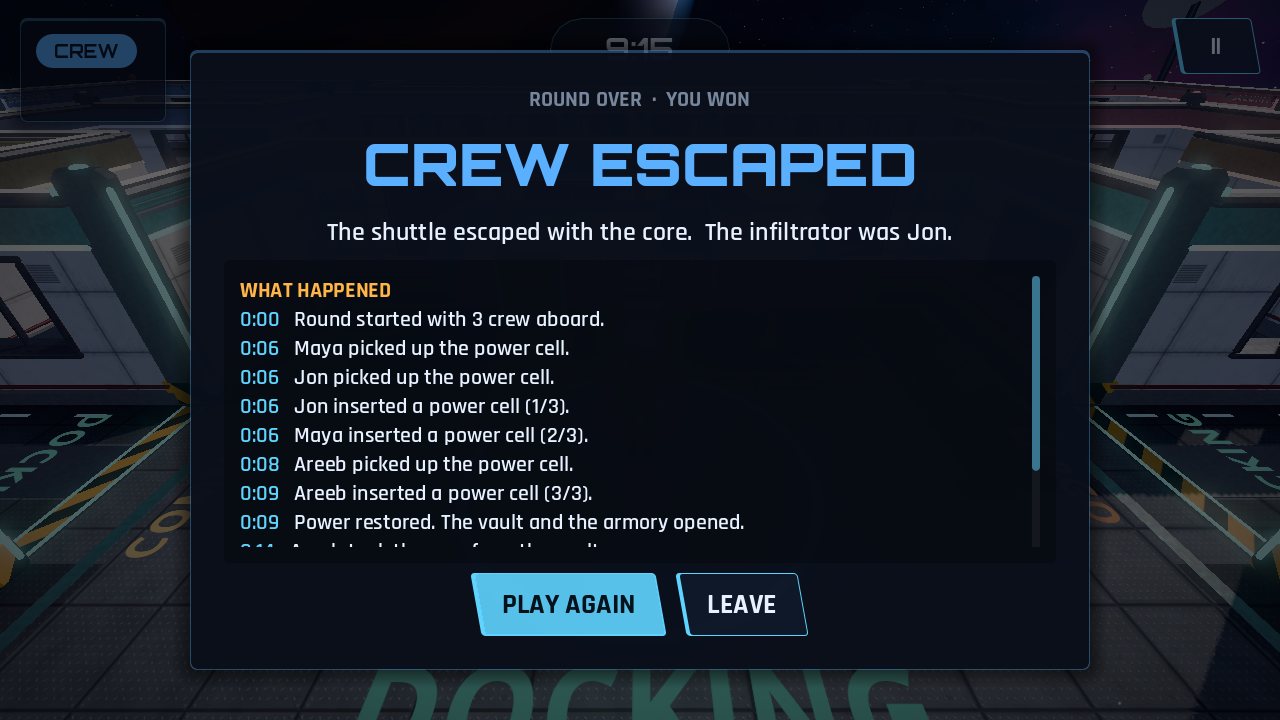 CREW
9:15
II
ROUND OVER · YOU WON
CREW ESCAPED
The shuttle escaped with the core. The infiltrator was Jon.
WHAT HAPPENED
0:00 Round started with 3 crew aboard.
0:06 Maya picked up the power cell.
0:06 Jon picked up the power cell.
0:06 Jon inserted a power cell (1/3).
0:06 Maya inserted a power cell (2/3).
0:08 Areeb picked up the power cell.
0:09 Areeb inserted a power cell (3/3).
0:09 Power restored. The vault and the armory opened.
PLAY AGAIN
LEAVE
DOCKING